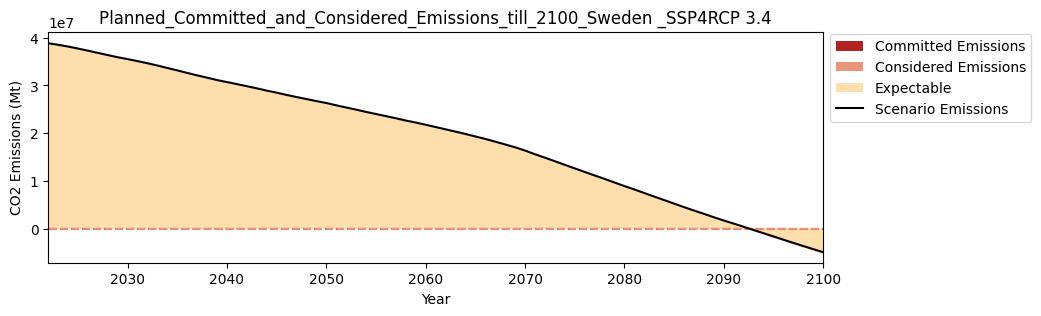 Planned_Committed_and_Considered_Emissions_till_2100_Sweden _SSP4RCP 3.4
1e7
4
3
2
1
0
CO2 Emissions (Mt)
2030 2040 2050 2060 2070 2080 2090 2100
Year
Committed Emissions
Considered Emissions
Expectable
Scenario Emissions